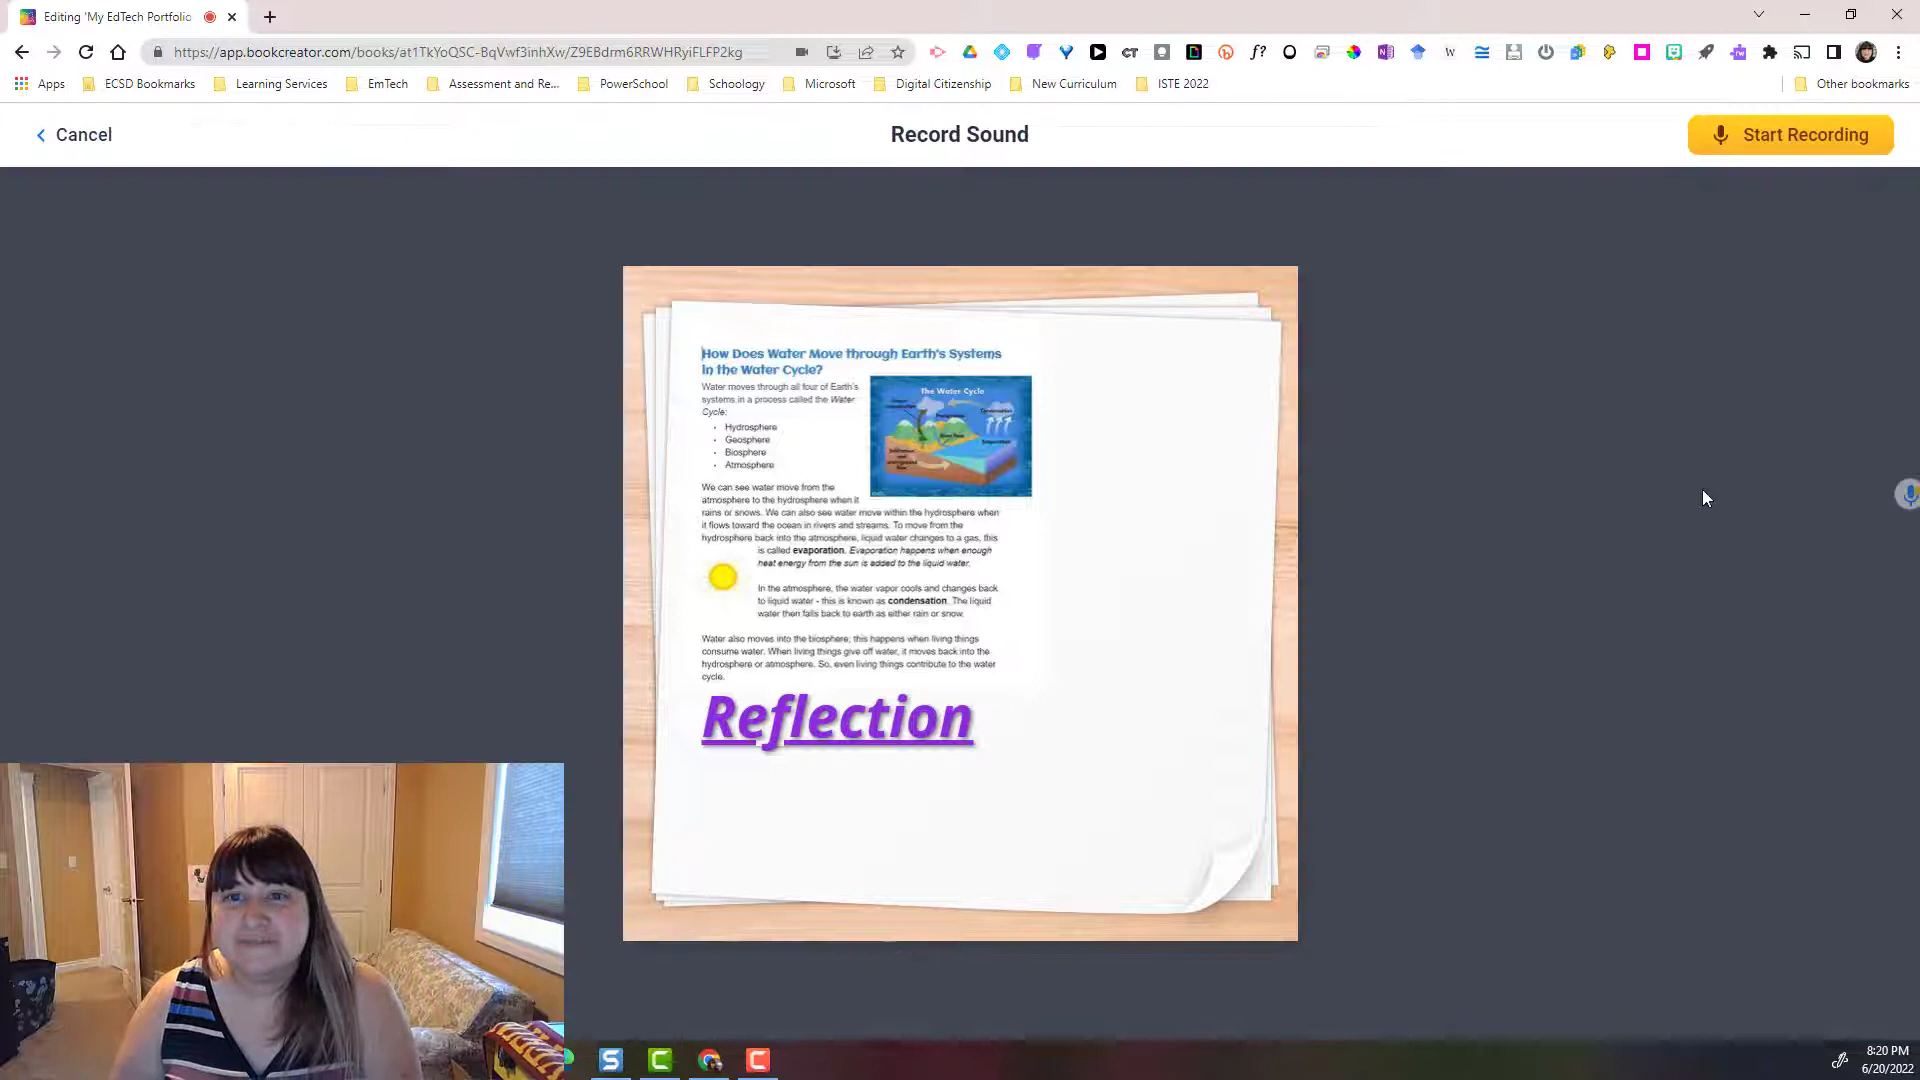 Editing 'My EdTech Portfolio
https://app.bookcreator.com/books/at1TkYoQSC-BqVwf3inhXw/Z9EBdrm6RRWHRyiFLFP2kg
Apps ECSD Bookmarks Learning Services EmTech Assessment and Re... PowerSchool Schoology Microsoft Digital Citizenship New Curriculum ISTE 2022 Other bookmarks
Cancel Record Sound Start Recording
How Does Water Move through Earth's Systems
in the Water Cycle?
Water moves through all four of Earth's
systems in a process called the Water
Cycle:
• Hydrosphere
• Geosphere
• Biosphere
• Atmosphere
The Water Cycle
We can see water move from the
atmosphere to the hydrosphere when it
rains or snows. We can also see water move within the hydrosphere when
it flows toward the ocean in rivers and streams. To move from the
hydrosphere back into the atmosphere, liquid water changes to a gas, this
is called evaporation. Evaporation happens when enough
heat energy from the sun is added to the liquid water.
In the atmosphere, the water vapor cools and changes back
to liquid water - this is known as condensation. The liquid
water then falls back to earth as either rain or snow.
Water also moves into the biosphere; this happens when living things
consume water. When living things give off water, it moves back into the
hydrosphere or atmosphere. So, even living things contribute to the water
cycle.
Reflection
8:20 PM
6/20/2022